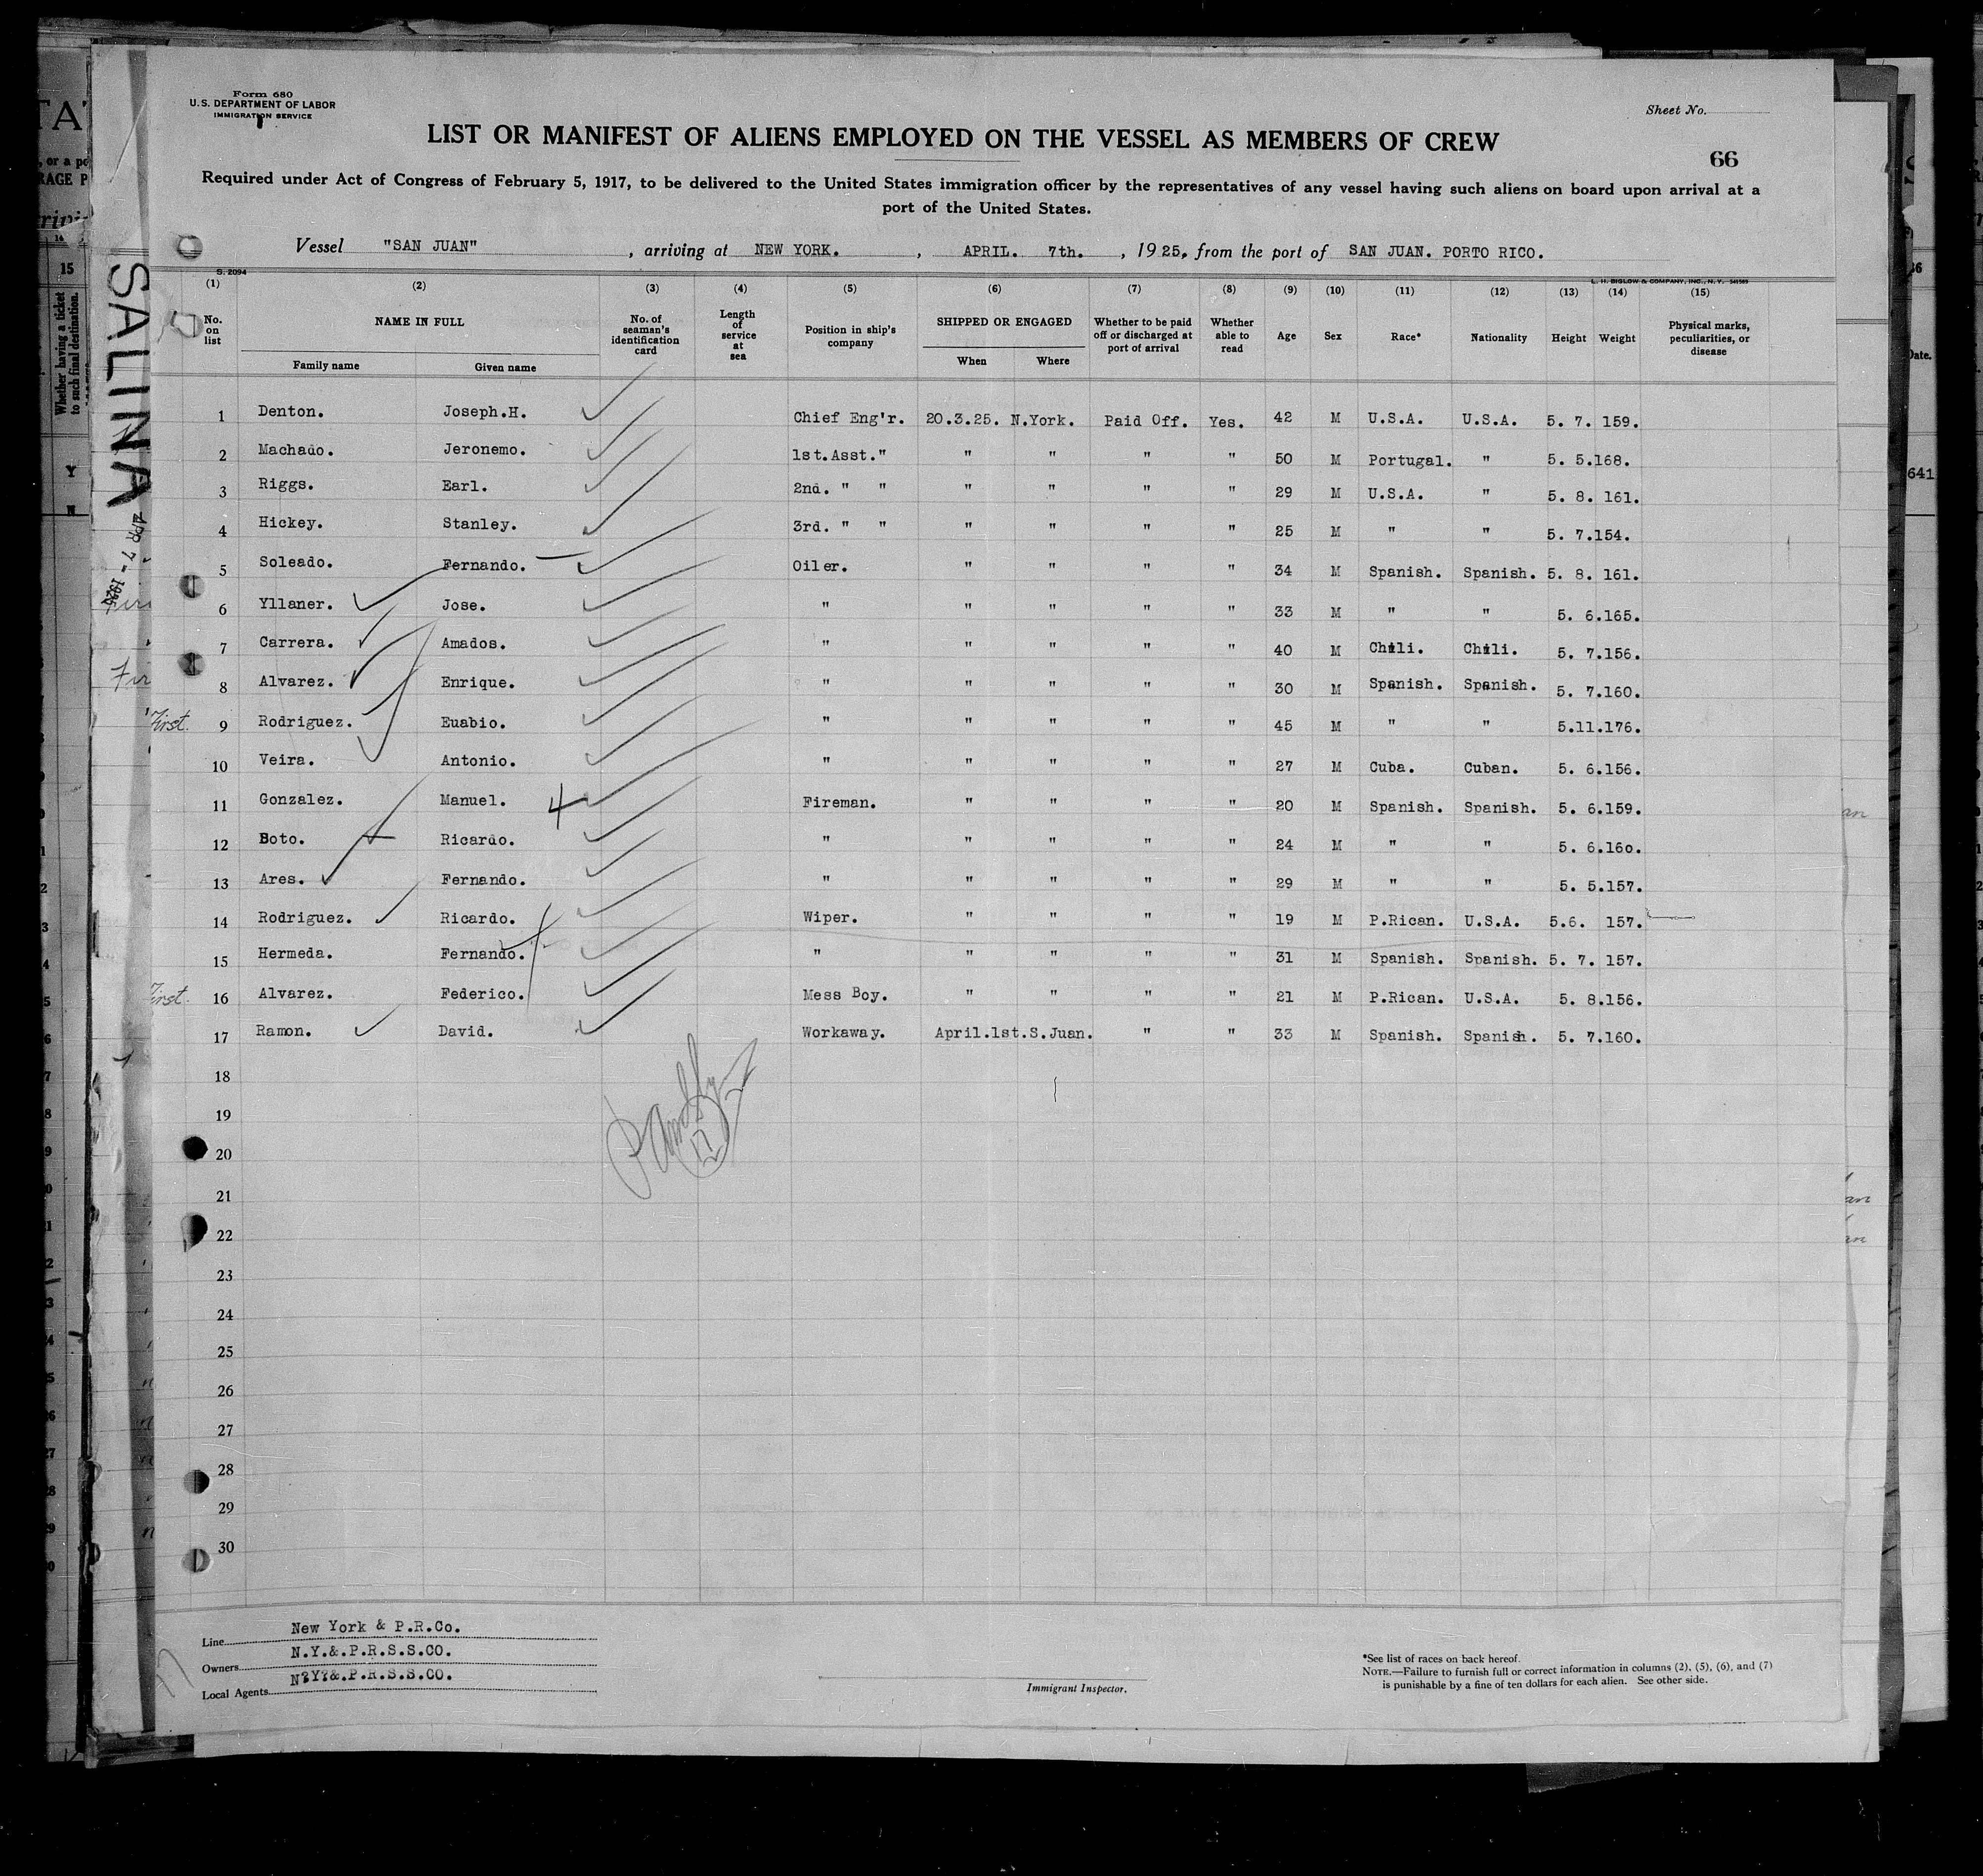 Form 680
U.S. DEPARTMENT OF LABOR
IMMIGRATION SERVICE
Sheet No.
LIST OR MANIFEST OF ALIENS EMPLOYED ON THE VESSEL AS MEMBERS OF CREW
66
Required under Act of Congress of February 5, 1917, to be delivered to the United States immigration officer by the representatives of any vessel having such aliens on board upon arrival at a
port of the United States.
Vessel "SAN JUAN" , arriving at NEW YORK. , APRIL. 7th. , 1925, from the port of SAN JUAN. PORTO RICO.
S. 2094
L. H. BIGLOW & COMPANY, INC., N. Y.
(1) (2) (3) (4) (5) (6) (7) (8) (9) (10) (11) (12) (13) (14) (15)
No. on list NAME IN FULL No. of seaman's identification card Length of service at sea Position in ship's company SHIPPED OR ENGAGED Whether to be paid off or discharged at port of arrival Whether able to read Age Sex Race* Nationality Height Weight Physical marks, peculiarities, or disease
Family name Given name When Where
1 Denton. Joseph.H. Chief Eng'r. 20.3.25. N.York. Paid Off. Yes. 42 M U.S.A. U.S.A. 5. 7. 159.
2 Machado. Jeronemo. 1st.Asst." " " " " 50 M Portugal. " 5. 5.168.
3 Riggs. Earl. 2nd. " " " " " " 29 M U.S.A. " 5. 8. 161.
4 Hickey. Stanley. 3rd. " " " " " " 25 M " " 5. 7.154.
5 Soleado. Fernando. Oiler. " " " " 34 M Spanish. Spanish. 5. 8. 161.
6 Yllaner. Jose. " " " " " 33 M " " 5. 6.165.
7 Carrera. Amados. " " " " " 40 M Chili. Chili. 5. 7.156.
8 Alvarez. Enrique. " " " " " 30 M Spanish. Spanish. 5. 7.160.
First. 9 Rodriguez. Euabio. " " " " " 45 M " " 5.11.176.
10 Veira. Antonio. " " " " " 27 M Cuba. Cuban. 5. 6.156.
11 Gonzalez. Manuel. Fireman. " " " " 20 M Spanish. Spanish. 5. 6.159.
12 Boto. Ricardo. " " " " " 24 M " " 5. 6.160.
13 Ares. Fernando. " " " " " 29 M " " 5. 5.157.
14 Rodriguez. Ricardo. Wiper. " " " " 19 M P.Rican. U.S.A. 5.6. 157.
15 Hermeda. Fernando. " " " " " 31 M Spanish. Spanish. 5. 7. 157.
First. 16 Alvarez. Federico. Mess Boy. " " " " 21 M P.Rican. U.S.A. 5. 8.156.
17 Ramon. David. Workaway. April.1st.S.Juan. " " 33 M Spanish. Spanish. 5. 7.160.
18
19
20
21
22
23
24
25
26
27
28
29
30
17
Line New York & P.R.Co.
Owners N.Y.&.P.R.S.S.CO.
Local Agents N?Y?&.P.R.S.S.CO.
Immigrant Inspector.
*See list of races on back hereof.
NOTE.—Failure to furnish full or correct information in columns (2), (5), (6), and (7)
is punishable by a fine of ten dollars for each alien. See other side.
SALINA
APR 7 - 1925
15
Whether having a ticket
to such final destination.
Date.
641